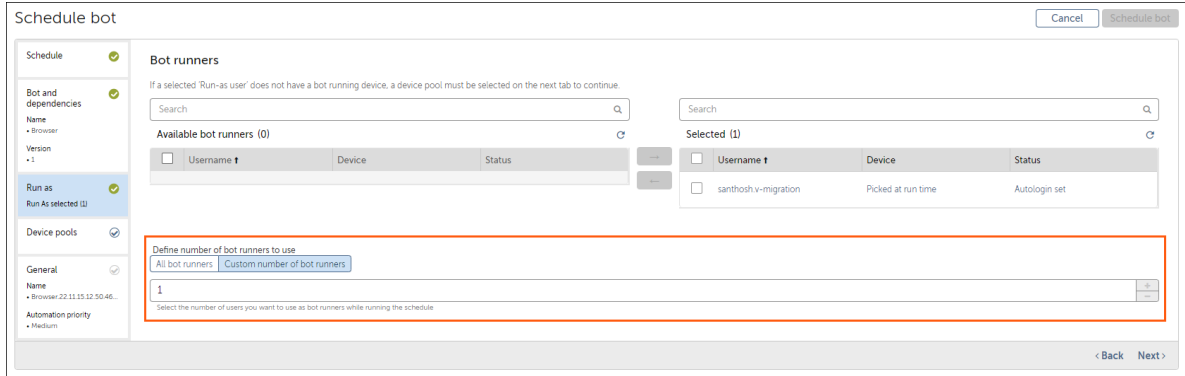 Schedule bot
Cancel
Schedule bot
Schedule
Bot and
dependencies
Name
• Browser
Version
• 1
Run as
Run As selected (1)
Device pools
General
Name
• Browser.22.11.15.12.50.46...
Automation priority
• Medium
Bot runners
If a selected 'Run-as user' does not have a bot running device, a device pool must be selected on the next tab to continue.
Search
Available bot runners (0)
Username ↑ Device Status
Search
Selected (1)
Username ↑ Device Status
santhosh.v-migration Picked at run time Autologin set
Define number of bot runners to use
All bot runners Custom number of bot runners
1
Select the number of users you want to use as bot runners while running the schedule
‹ Back Next ›